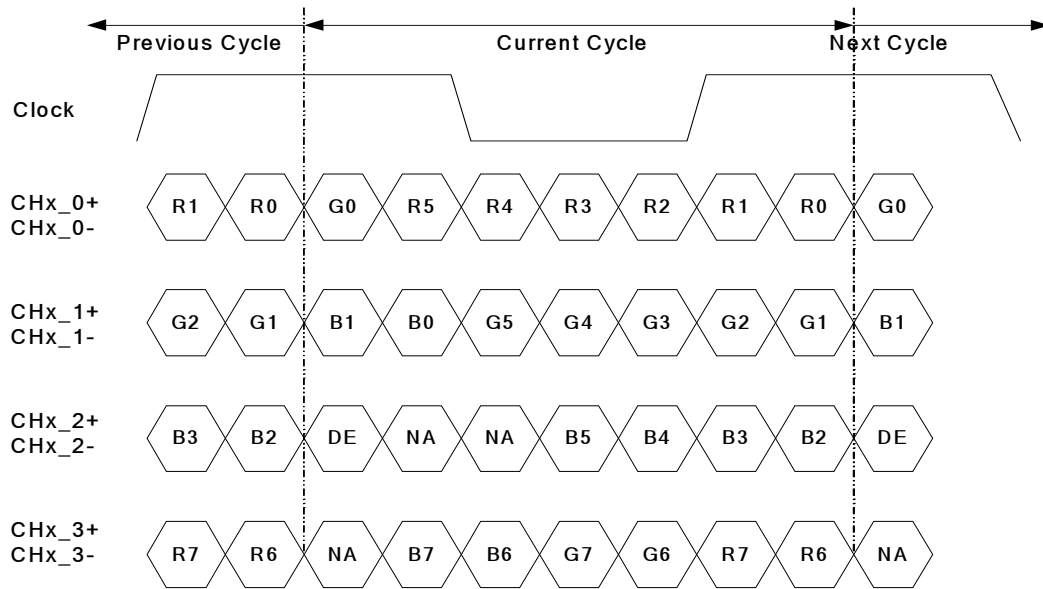 Previous Cycle Current Cycle Next Cycle
Clock
CHx_0+
CHx_0-
R1 R0 G0 R5 R4 R3 R2 R1 R0 G0
CHx_1+
CHx_1-
G2 G1 B1 B0 G5 G4 G3 G2 G1 B1
CHx_2+
CHx_2-
B3 B2 DE NA NA B5 B4 B3 B2 DE
CHx_3+
CHx_3-
R7 R6 NA B7 B6 G7 G6 R7 R6 NA